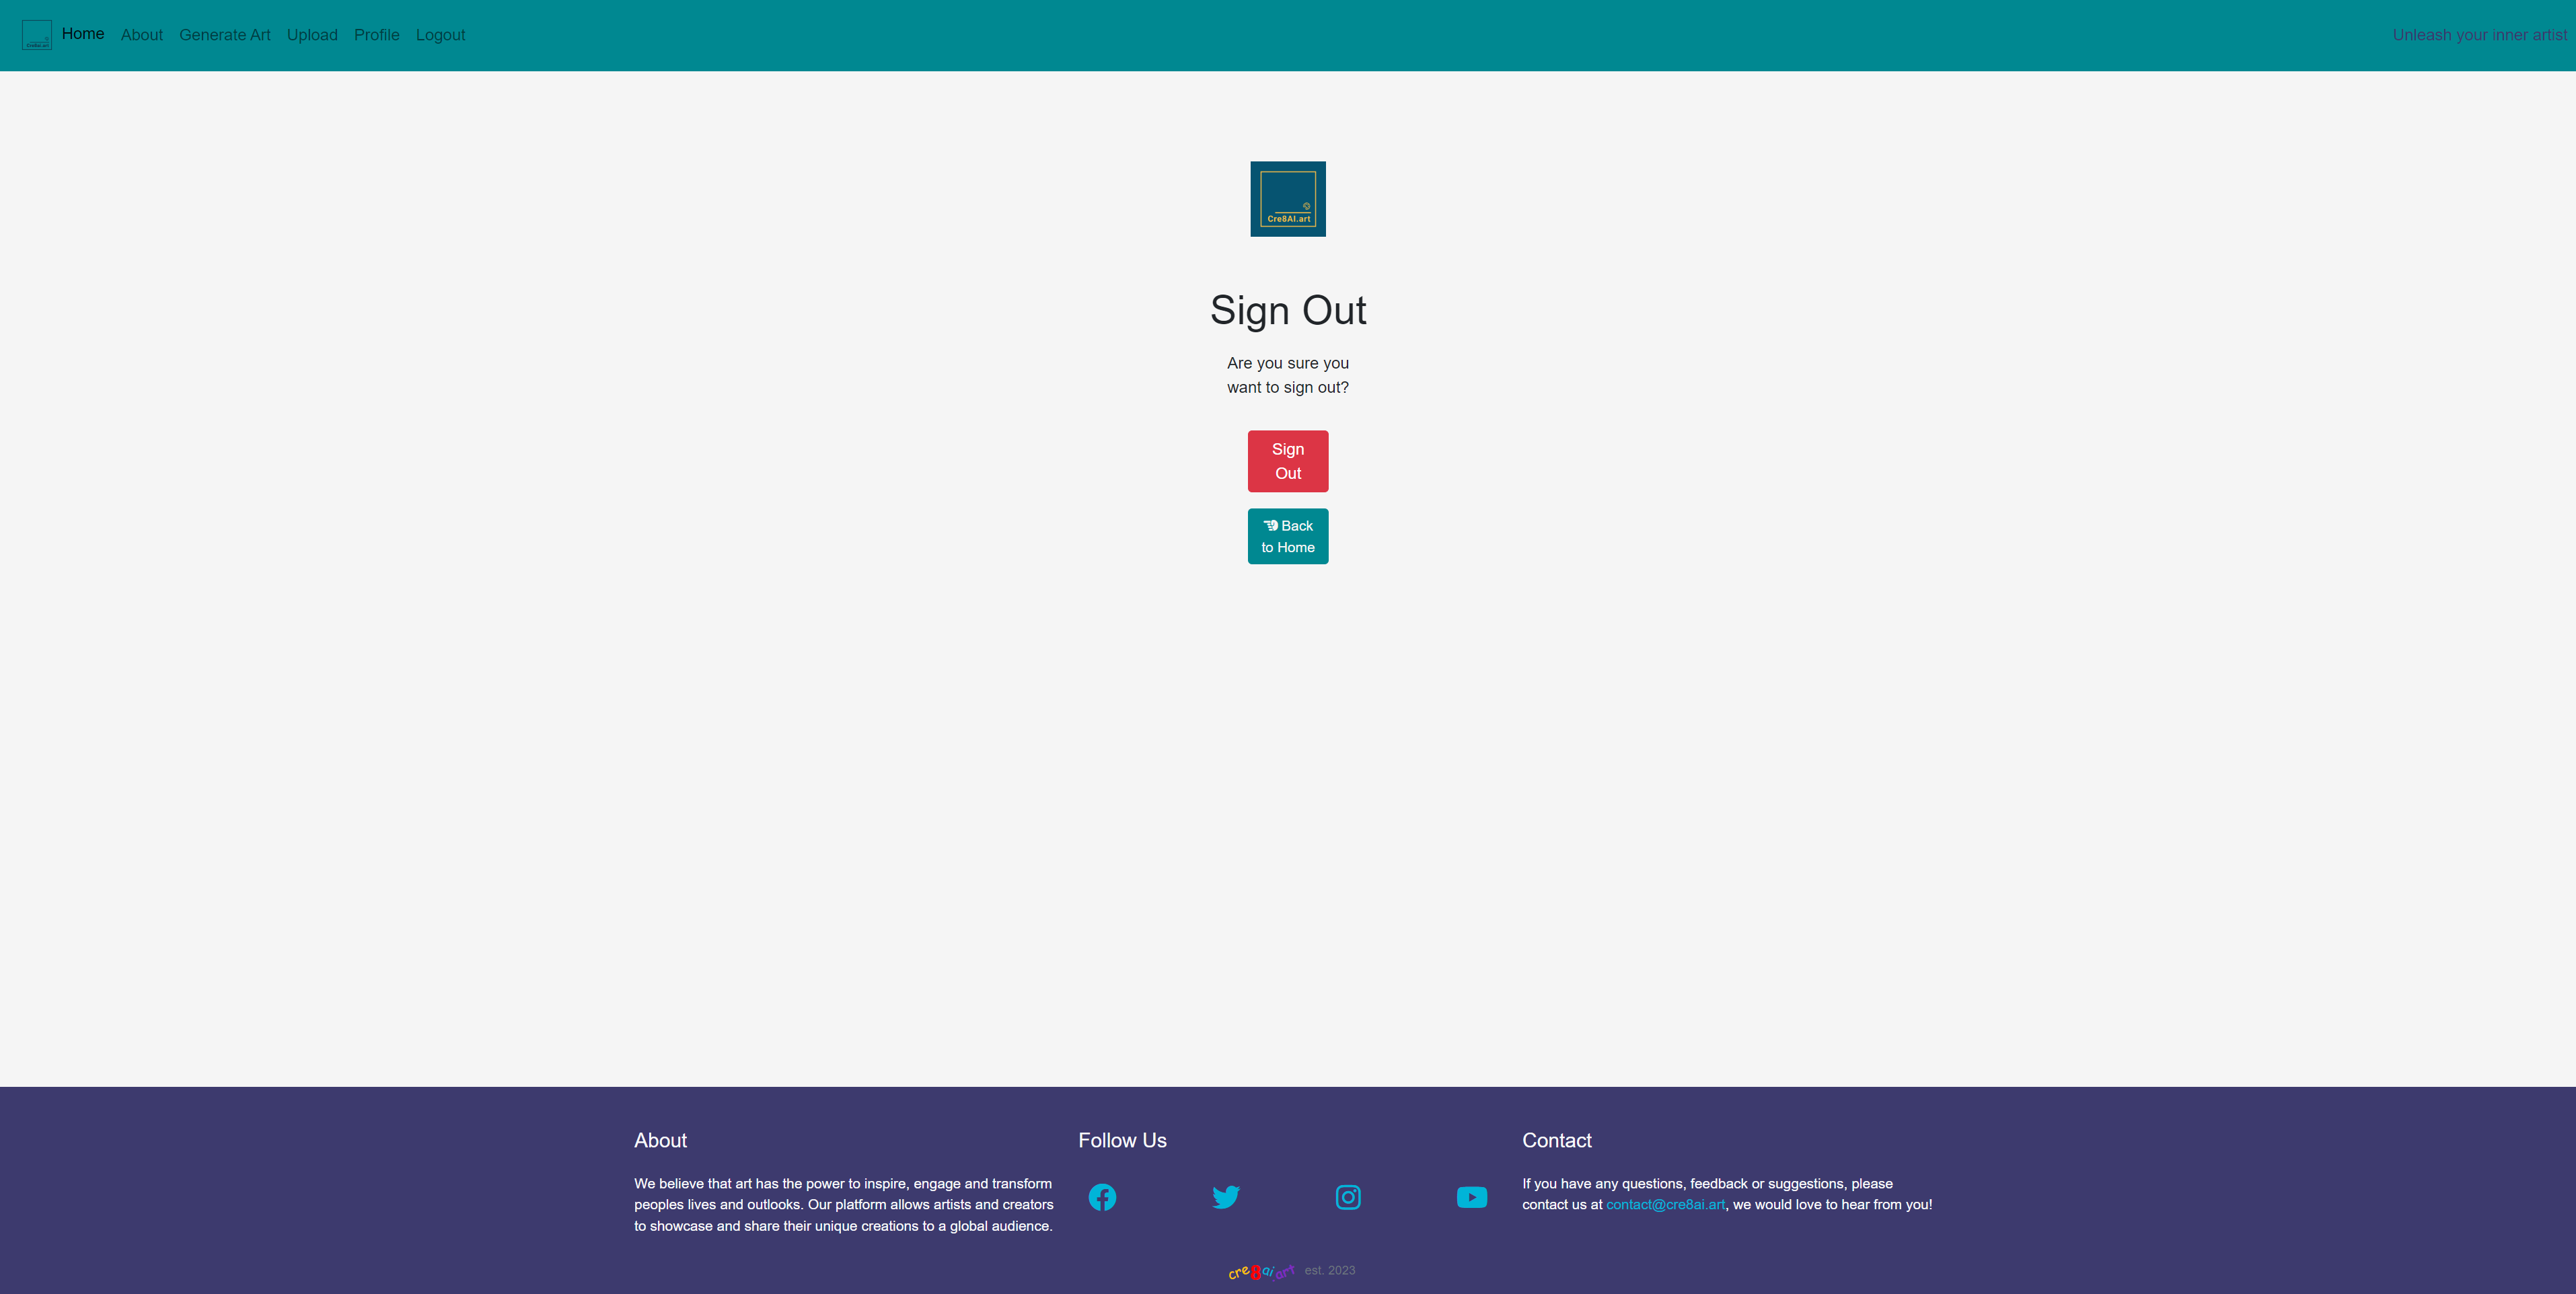 Cre8AI.art
Home About Generate Art Upload Profile Logout
Unleash your inner artist
Cre8AI.art
Sign Out
Are you sure you
want to sign out?
Sign
Out
Back
to Home
About
We believe that art has the power to inspire, engage and transform
peoples lives and outlooks. Our platform allows artists and creators
to showcase and share their unique creations to a global audience.
Follow Us
Contact
If you have any questions, feedback or suggestions, please
contact us at contact@cre8ai.art, we would love to hear from you!
cre8ai.art est. 2023